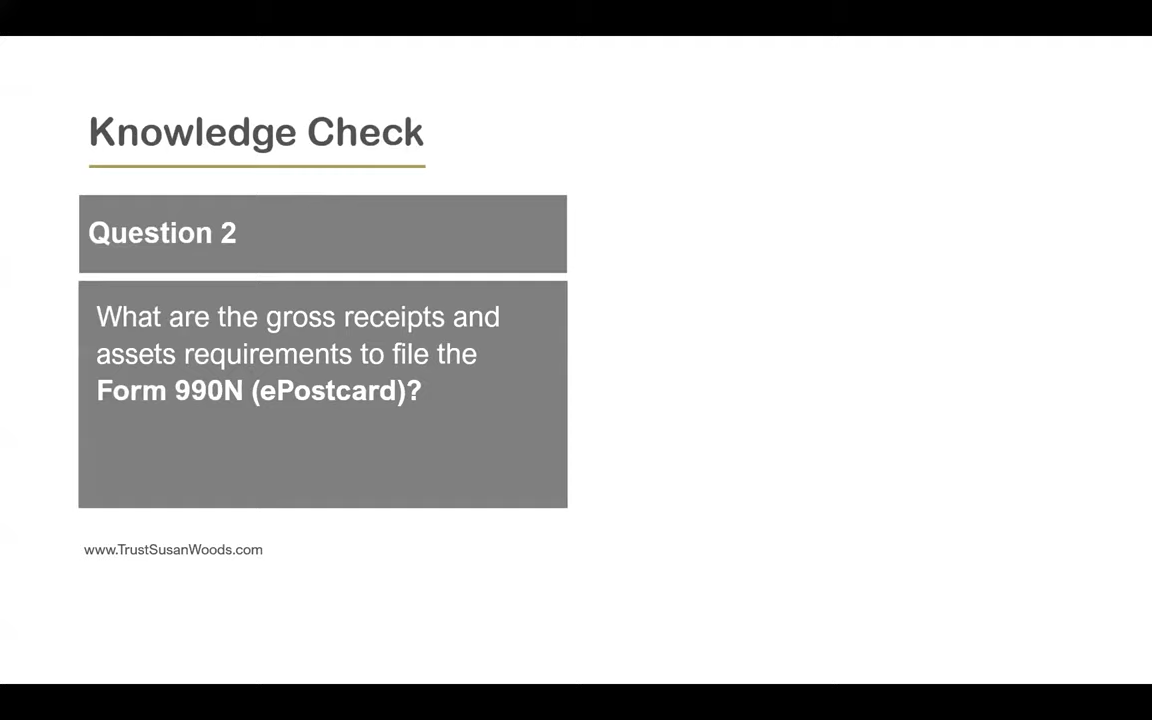 Knowledge Check
Question 2
What are the gross receipts and
assets requirements to file the
Form 990N (ePostcard)?
www.TrustSusanWoods.com